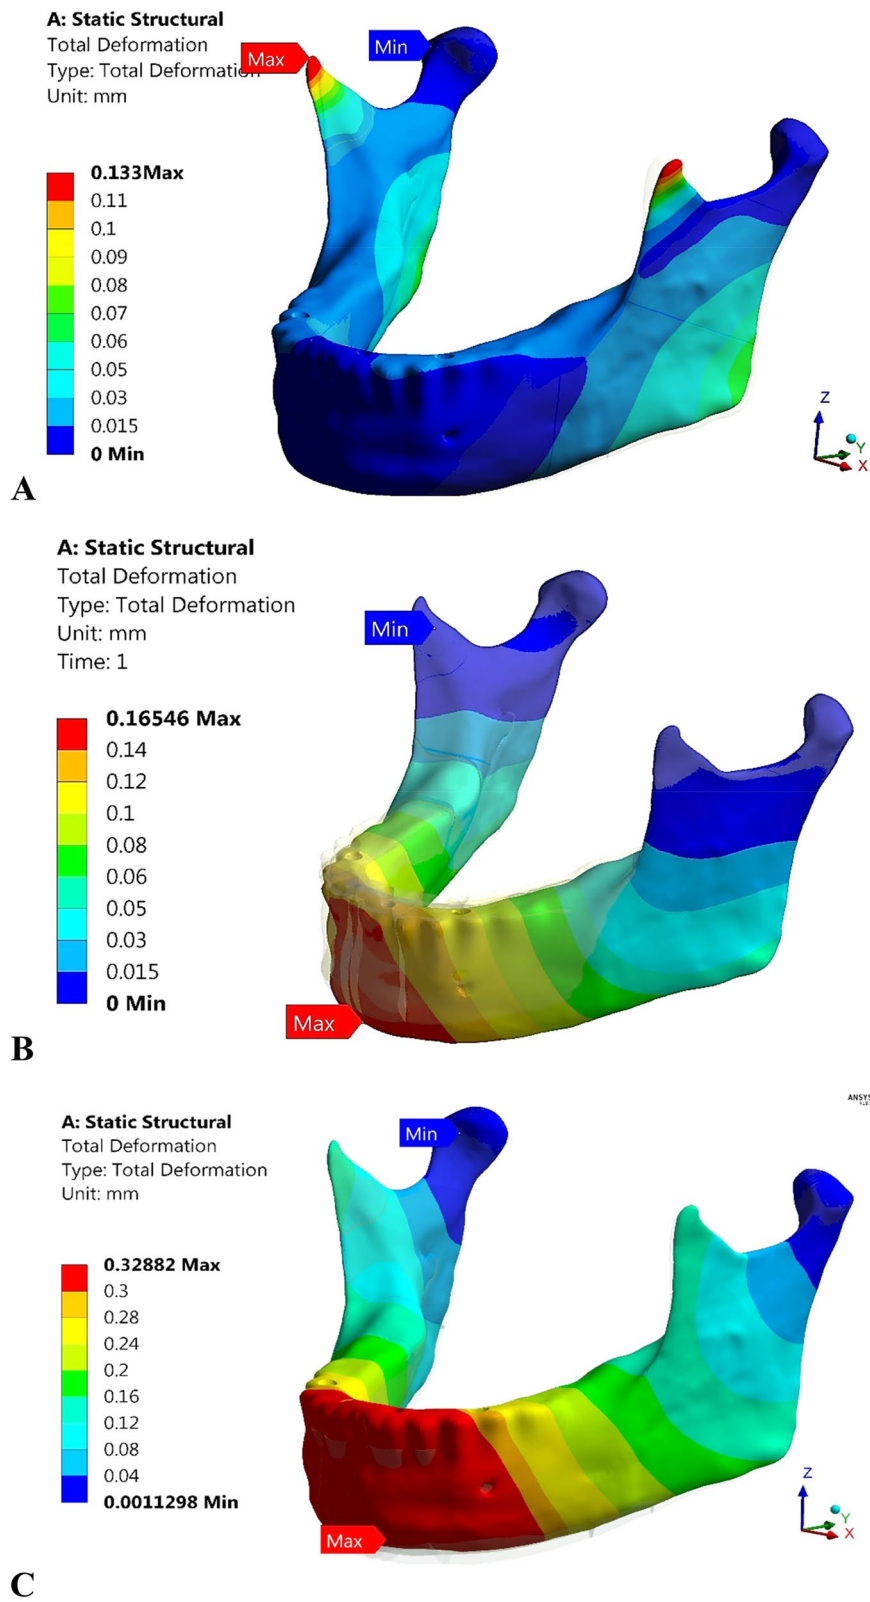 A: Static Structural
Total Deformation
Type: Total Deformation
Unit: mm
Max
Min
0.133Max
0.11
0.1
0.09
0.08
0.07
0.06
0.05
0.03
0.015
0 Min
Z
Y
X
A
A: Static Structural
Total Deformation
Type: Total Deformation
Unit: mm
Time: 1
Min
0.16546 Max
0.14
0.12
0.1
0.08
0.06
0.05
0.03
0.015
0 Min
Max
B
ANSYS
A: Static Structural
Total Deformation
Type: Total Deformation
Unit: mm
Min
0.32882 Max
0.3
0.28
0.24
0.2
0.16
0.12
0.08
0.04
0.0011298 Min
Max
Z
Y
X
C